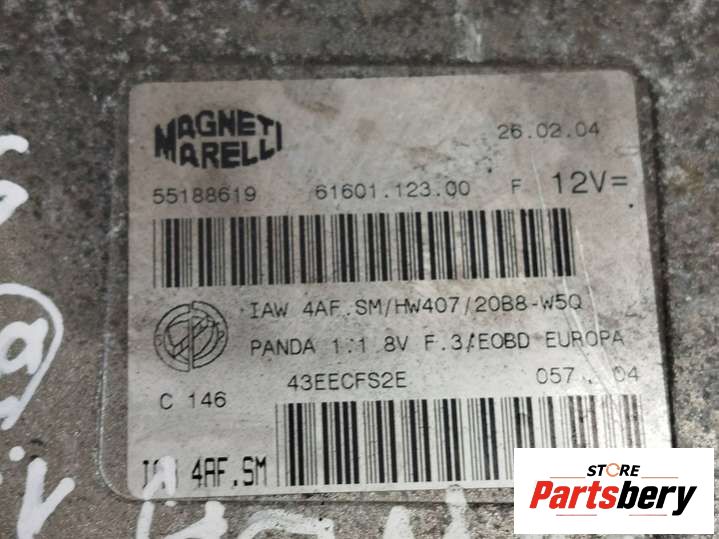 MAGNETI
MARELLI
26.02.04
55188619 61601.123.00 F 12V=
IAW 4AF.SM/HW407/20B8-W5Q
PANDA 1.1 8V F.3/EOBD EUROPA
43EECFS2E 057 04
C 146
4AF.SM
STORE
Partsbery